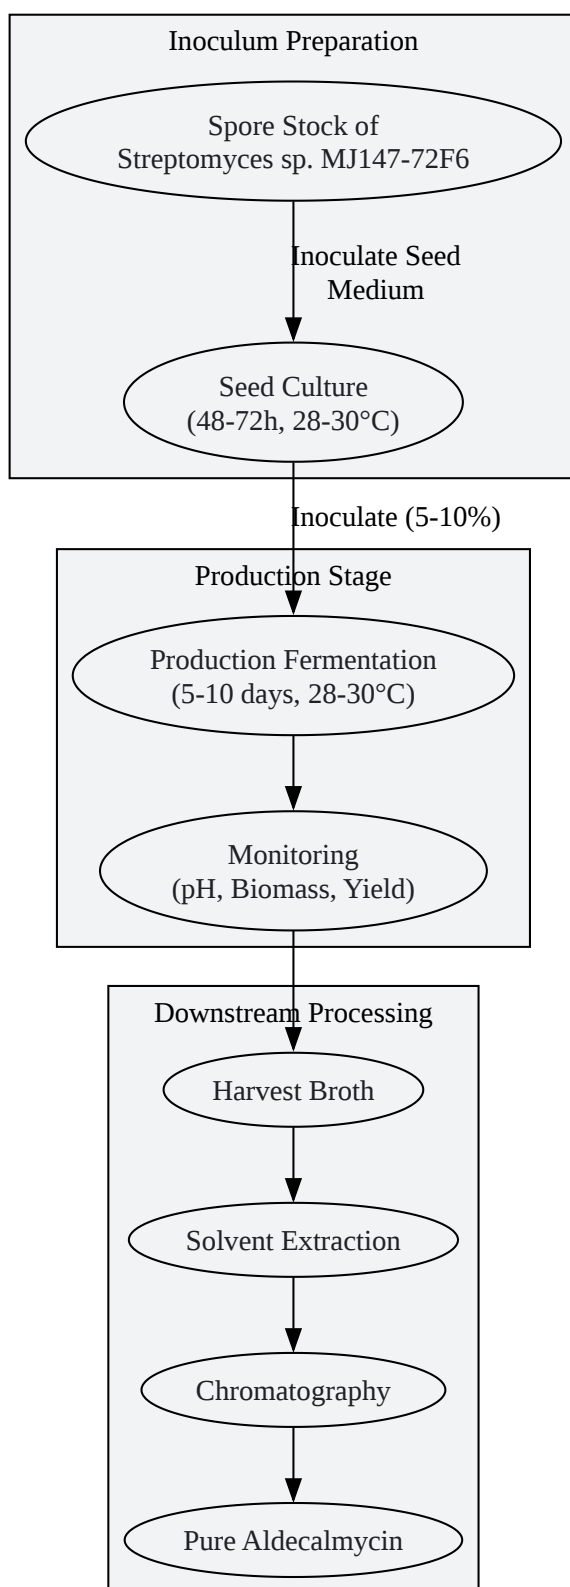 Inoculum Preparation
Spore Stock of
Streptomyces sp. MJ147-72F6
Inoculate Seed
Medium
Seed Culture
(48-72h, 28-30°C)
Inoculate (5-10%)
Production Stage
Production Fermentation
(5-10 days, 28-30°C)
Monitoring
(pH, Biomass, Yield)
Downstream Processing
Harvest Broth
Solvent Extraction
Chromatography
Pure Aldecalmycin